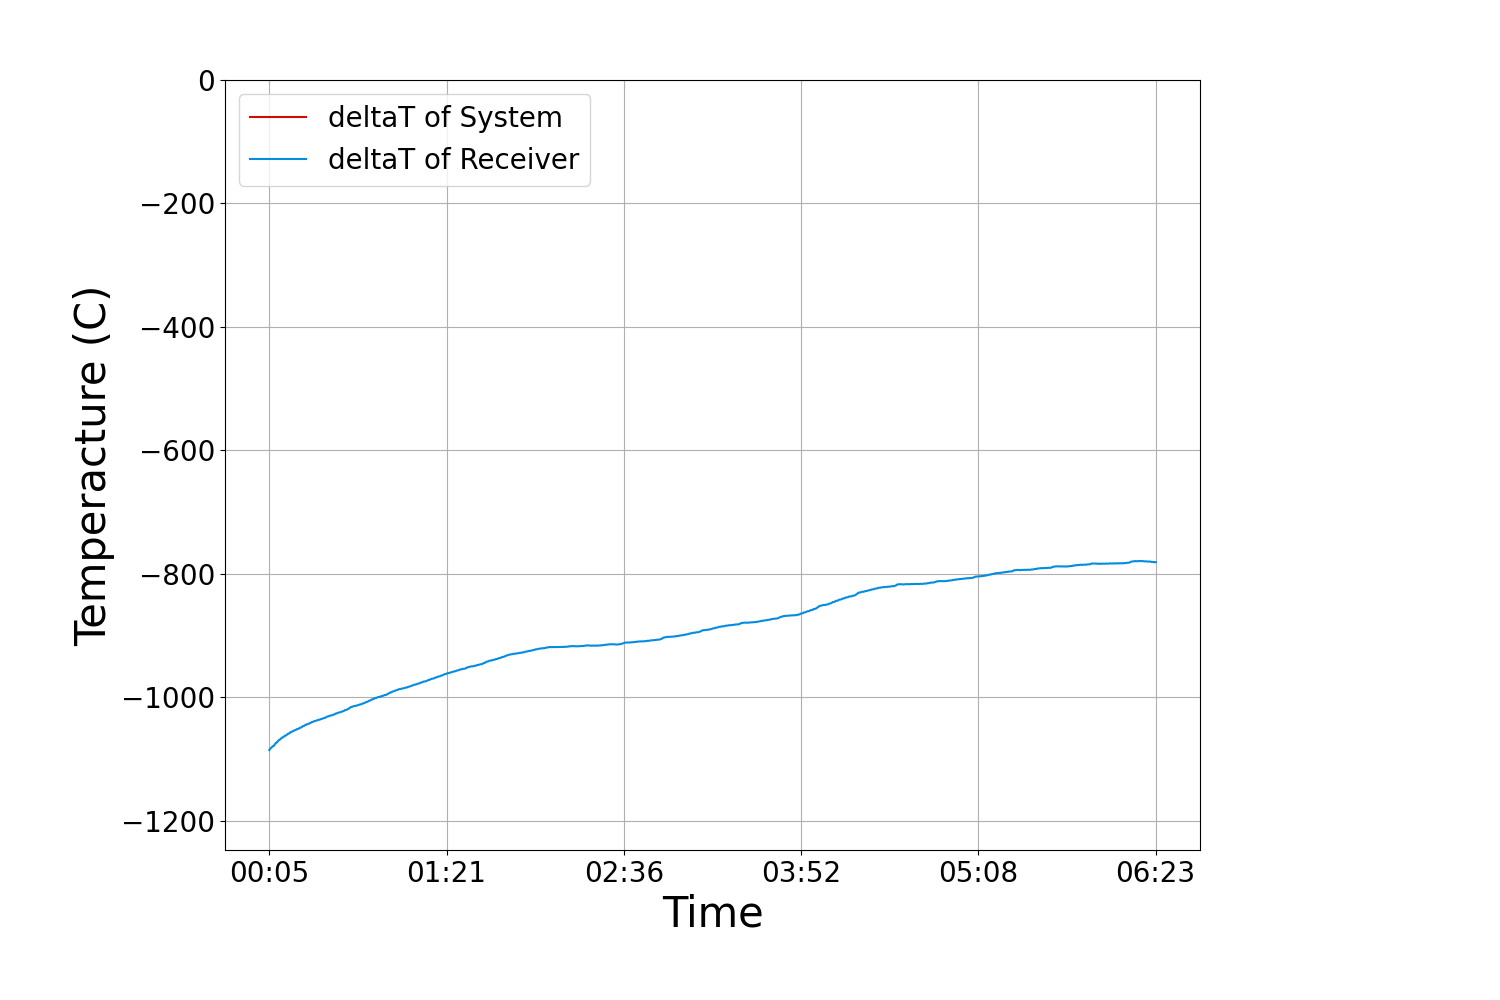 0
−200
−400
−600
−800
−1000
−1200
Temperacture (C)
deltaT of System
deltaT of Receiver
00:05 01:21 02:36 03:52 05:08 06:23
Time